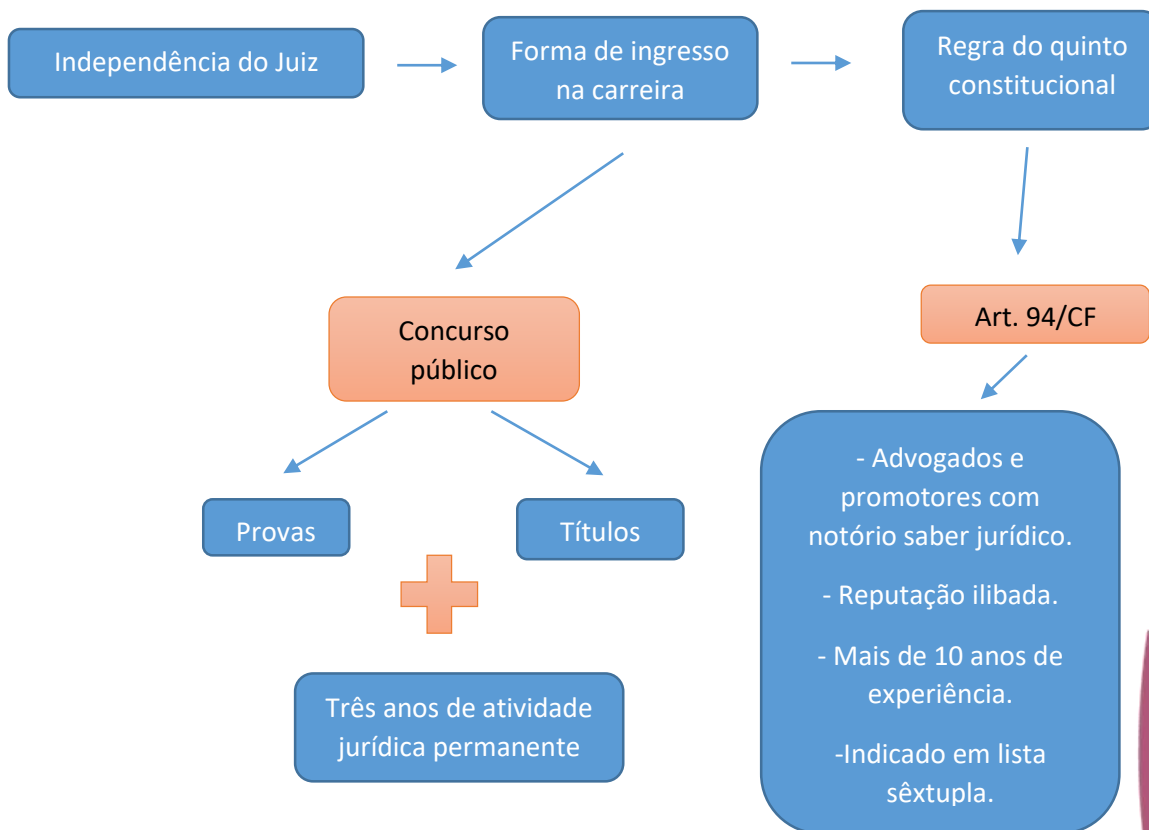 Independência do Juiz
Forma de ingresso
na carreira
Regra do quinto
constitucional
Concurso
público
Art. 94/CF
Provas
Títulos
Três anos de atividade
jurídica permanente
- Advogados e
promotores com
notório saber jurídico.
- Reputação ilibada.
- Mais de 10 anos de
experiência.
-Indicado em lista
sêxtupla.